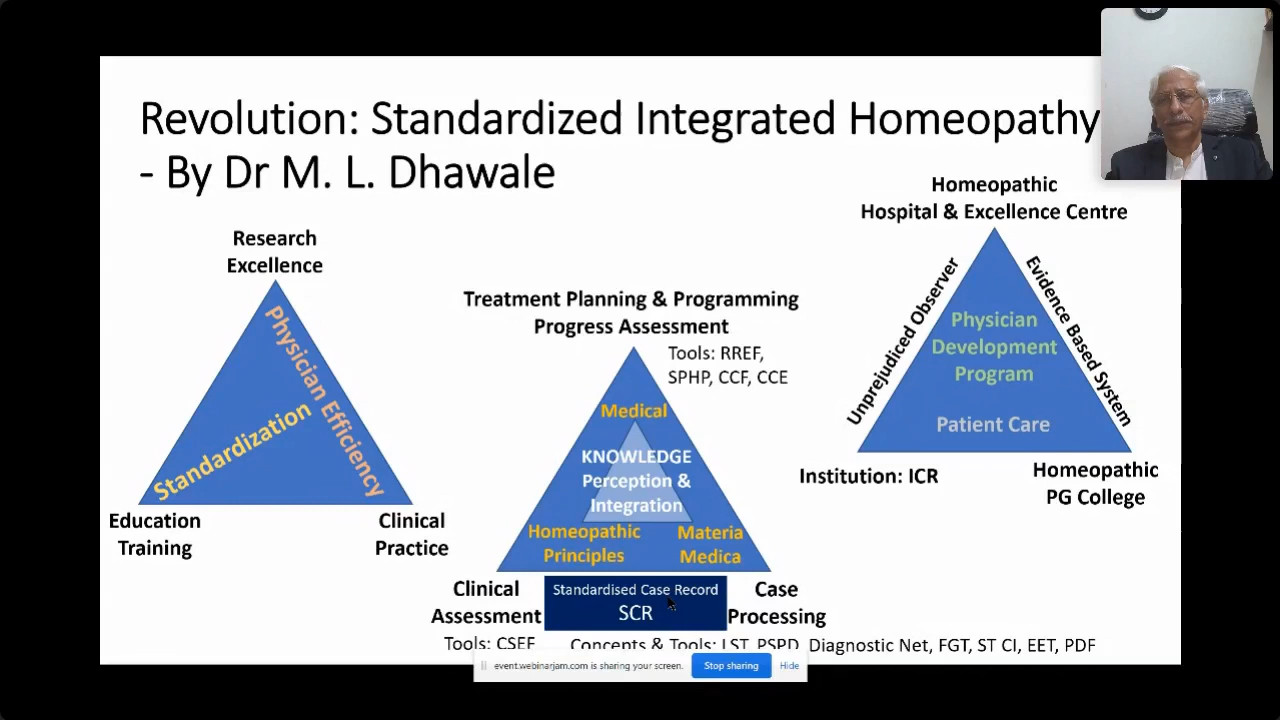 Revolution: Standardized Integrated Homeopathy
- By Dr M. L. Dhawale
Research
Excellence
Physician Efficiency
Standardization
Education
Training
Clinical
Practice
Treatment Planning & Programming
Progress Assessment
Tools: RREF,
SPHP, CCF, CCE
Medical
KNOWLEDGE
Perception &
Integration
Homeopathic
Principles
Materia
Medica
Clinical
Assessment
Standardised Case Record
SCR
Case
Processing
Tools: CSEF
Concepts & Tools: LST, PSPD, Diagnostic Net, FGT, ST CI, EET, PDF
Homeopathic
Hospital & Excellence Centre
Unprejudiced Observer
Evidence Based System
Physician
Development
Program
Patient Care
Institution: ICR
Homeopathic
PG College
event.webinarjam.com is sharing your screen.
Stop sharing
Hide